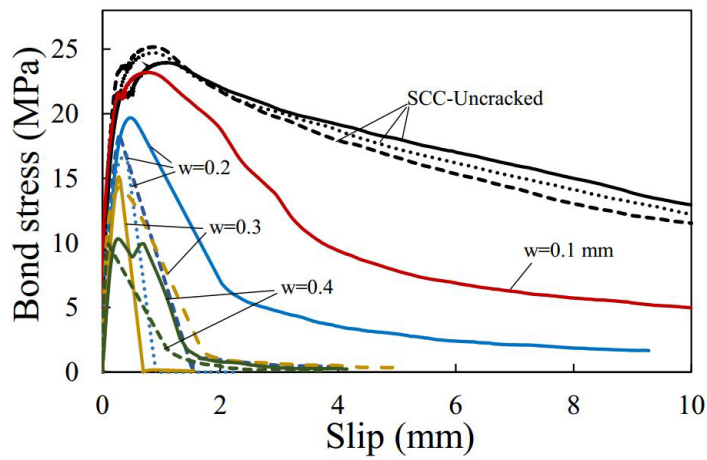 Bond stress (MPa)
25
20
15
10
5
0
SCC-Uncracked
w=0.2
w=0.3
w=0.1 mm
w=0.4
0
2
4
6
8
10
Slip (mm)